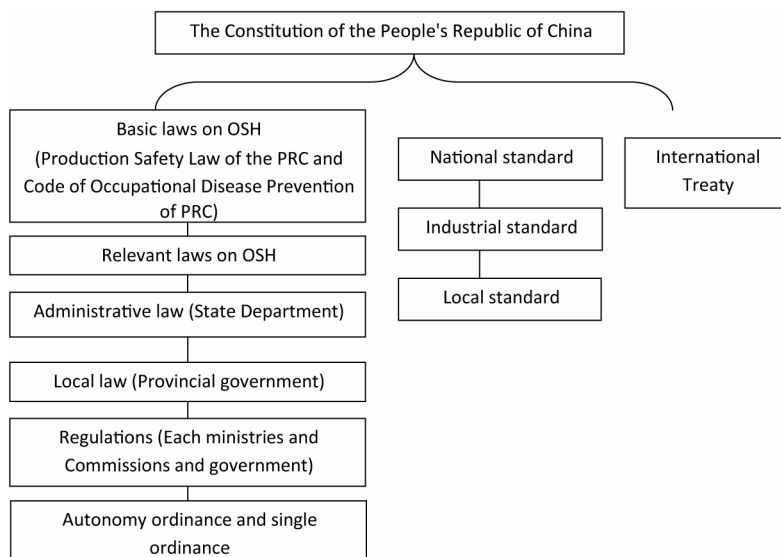 The Constitution of the People's Republic of China
Basic laws on OSH
(Production Safety Law of the PRC and
Code of Occupational Disease Prevention
of PRC)
Relevant laws on OSH
Administrative law (State Department)
Local law (Provincial government)
Regulations (Each ministries and
Commissions and government)
Autonomy ordinance and single
ordinance
National standard
Industrial standard
Local standard
International
Treaty